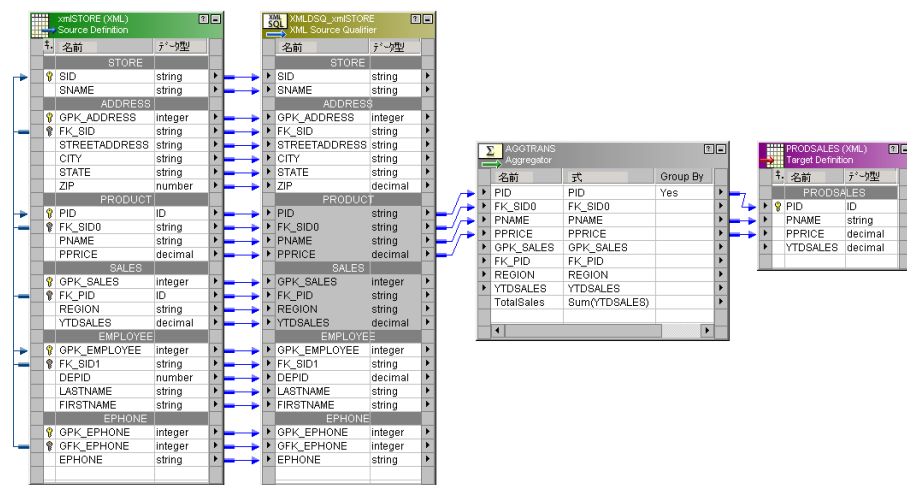 xmlSTORE (XML)
Source Definition
名前 データ型
STORE
SID string
SNAME string
ADDRESS
GPK_ADDRESS integer
FK_SID string
STREETADDRESS string
CITY string
STATE string
ZIP number
PRODUCT
PID ID
FK_SID0 string
PNAME string
PPRICE decimal
SALES
GPK_SALES integer
FK_PID ID
REGION string
YTDSALES decimal
EMPLOYEE
GPK_EMPLOYEE integer
FK_SID1 string
DEPID number
LASTNAME string
FIRSTNAME string
EPHONE
GPK_EPHONE integer
GFK_EPHONE integer
EPHONE string
XML
SQL
XMLDSQ_xmlSTORE
XML Source Qualifier
名前 データ型
STORE
SID string
SNAME string
ADDRESS
GPK_ADDRESS integer
FK_SID string
STREETADDRESS string
CITY string
STATE string
ZIP decimal
PRODUCT
PID string
FK_SID0 string
PNAME string
PPRICE decimal
SALES
GPK_SALES integer
FK_PID string
REGION string
YTDSALES decimal
EMPLOYEE
GPK_EMPLOYEE integer
FK_SID1 string
DEPID decimal
LASTNAME string
FIRSTNAME string
EPHONE
GPK_EPHONE integer
GFK_EPHONE integer
EPHONE string
Σ AGGTRANS
Aggregator
名前 式 Group By
PID PID Yes
FK_SID0 FK_SID0
PNAME PNAME
PPRICE PPRICE
GPK_SALES GPK_SALES
FK_PID FK_PID
REGION REGION
YTDSALES YTDSALES
TotalSales Sum(YTDSALES)
PRODSALES (XML)
Target Definition
名前 データ型
PRODSALES
PID ID
PNAME string
PPRICE decimal
YTDSALES decimal